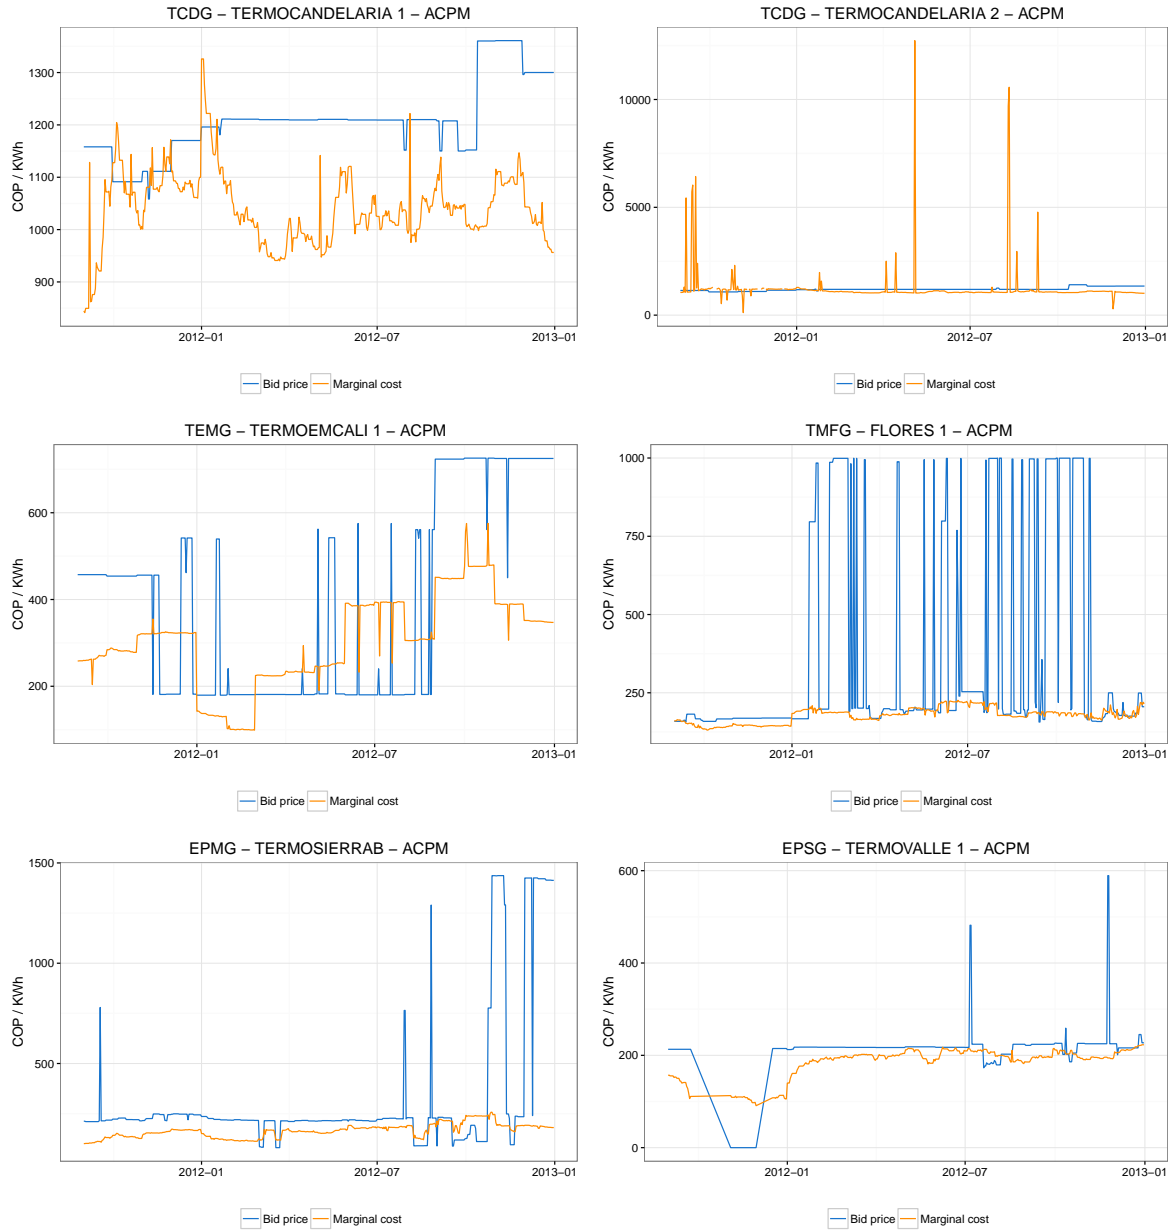 TCDG – TERMOCANDELARIA 1 – ACPM
COP / KWh
1300
1200
1100
1000
900
2012–01
2012–07
2013–01
Bid price
Marginal cost
TCDG – TERMOCANDELARIA 2 – ACPM
COP / KWh
10000
5000
0
2012–01
2012–07
2013–01
Bid price
Marginal cost
TEMG – TERMOEMCALI 1 – ACPM
COP / KWh
600
400
200
2012–01
2012–07
2013–01
Bid price
Marginal cost
TMFG – FLORES 1 – ACPM
COP / KWh
1000
750
500
250
2012–01
2012–07
2013–01
Bid price
Marginal cost
EPMG – TERMOSIERRAB – ACPM
COP / KWh
1500
1000
500
2012–01
2012–07
2013–01
Bid price
Marginal cost
EPSG – TERMOVALLE 1 – ACPM
COP / KWh
600
400
200
0
2012–01
2012–07
2013–01
Bid price
Marginal cost